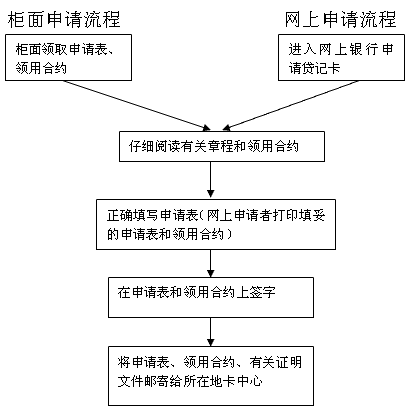 柜面申请流程
网上申请流程
柜面领取申请表、
领用合约
进入网上银行申
请贷记卡
仔细阅读有关章程和领用合约
正确填写申请表(网上申请者打印填妥
的申请表和领用合约)
在申请表和领用合约上签字
将申请表、领用合约、有关证明
文件邮寄给所在地卡中心